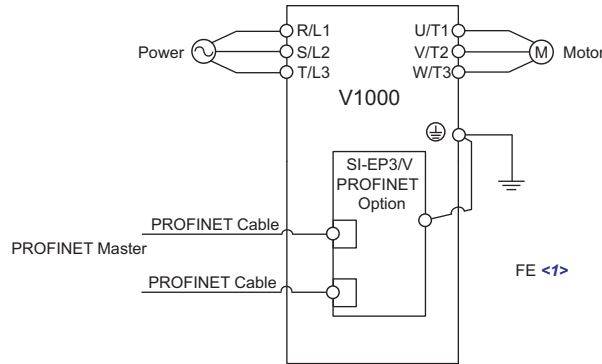 R/L1
U/T1
Power
S/L2
V/T2
M
Motor
T/L3
W/T3
V1000
SI-EP3/V
PROFINET
Option
PROFINET Cable
PROFINET Master
PROFINET Cable
FE <1>